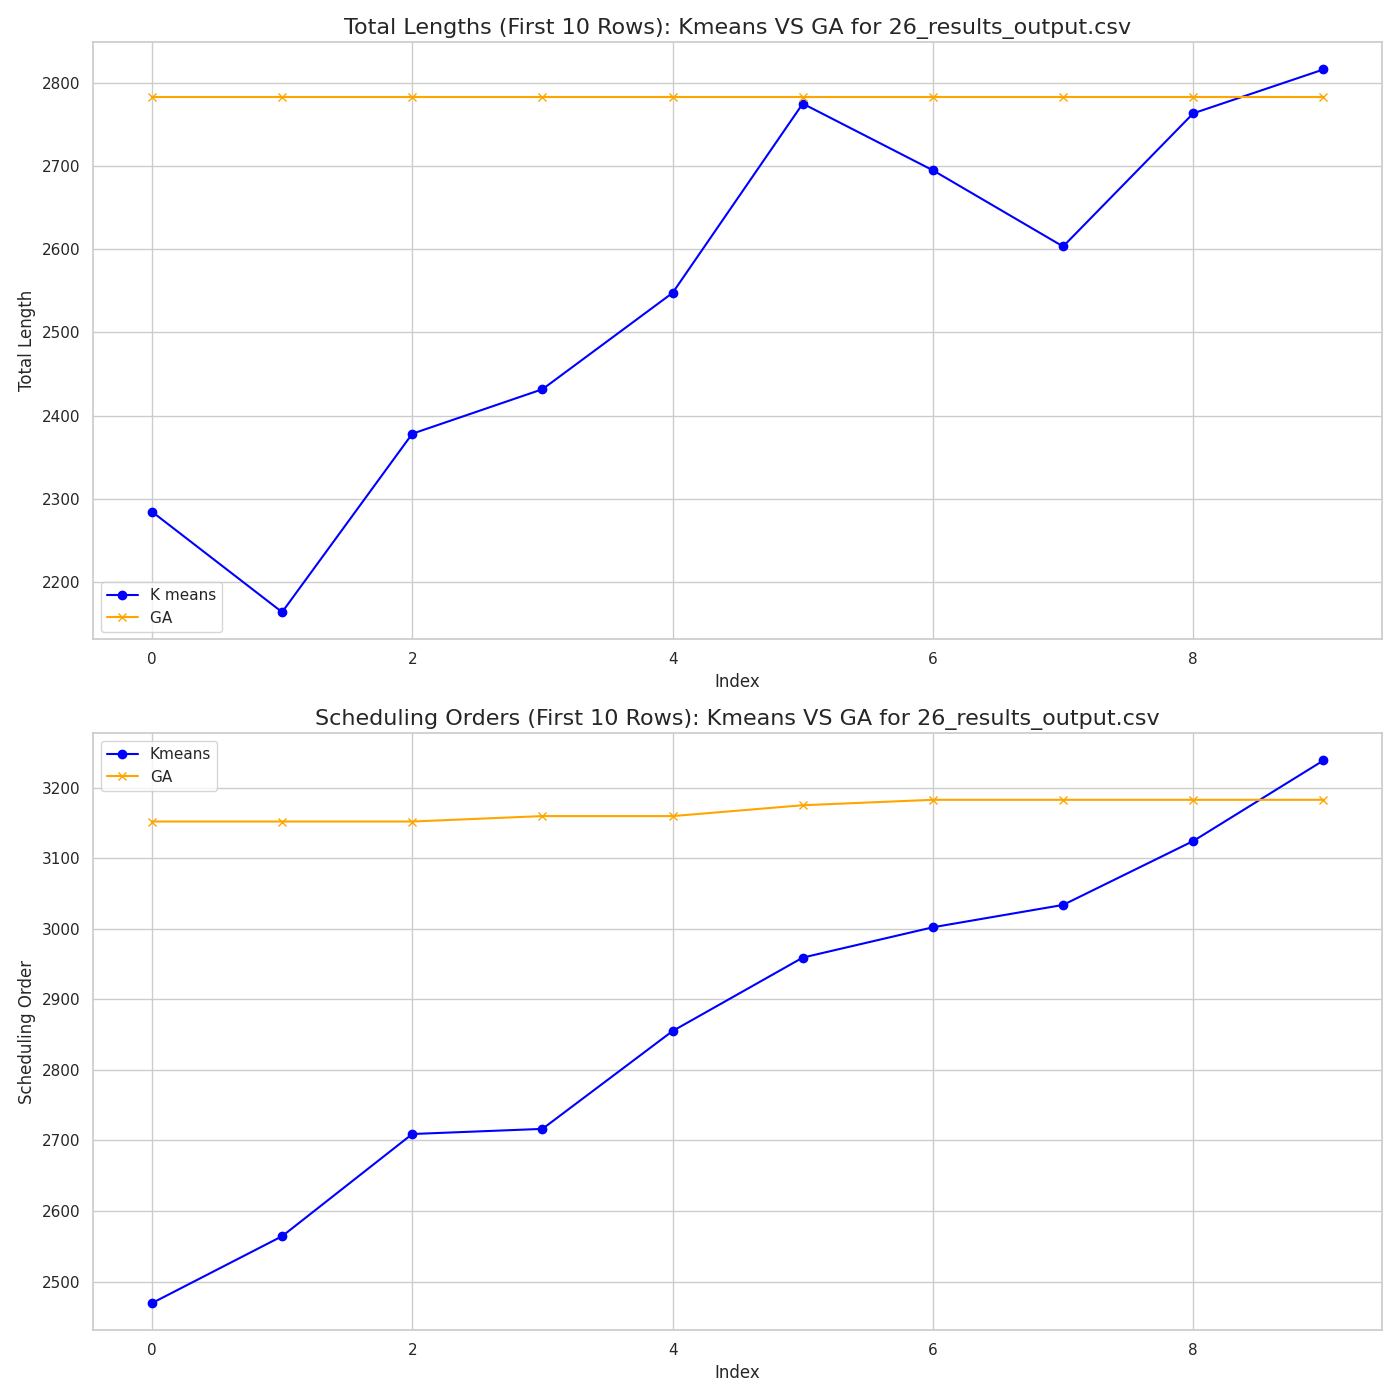 Total Lengths (First 10 Rows): Kmeans VS GA for 26_results_output.csv
Total Length
2800
2700
2600
2500
2400
2300
2200
K means
GA
0 2 4 6 8
Index
Scheduling Orders (First 10 Rows): Kmeans VS GA for 26_results_output.csv
Kmeans
GA
Scheduling Order
3200
3100
3000
2900
2800
2700
2600
2500
0 2 4 6 8
Index